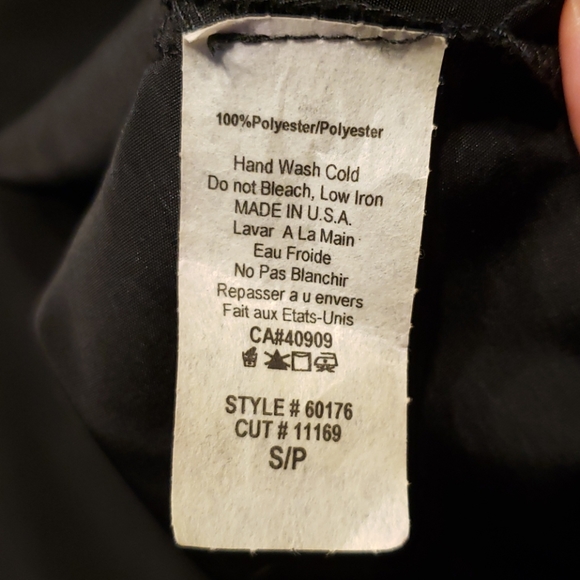 100%Polyester/Polyester
Hand Wash Cold
Do not Bleach, Low Iron
MADE IN U.S.A.
Lavar A La Main
Eau Froide
No Pas Blanchir
Repasser a u envers
Fait aux Etats-Unis
CA#40909
STYLE # 60176
CUT # 11169
S/P